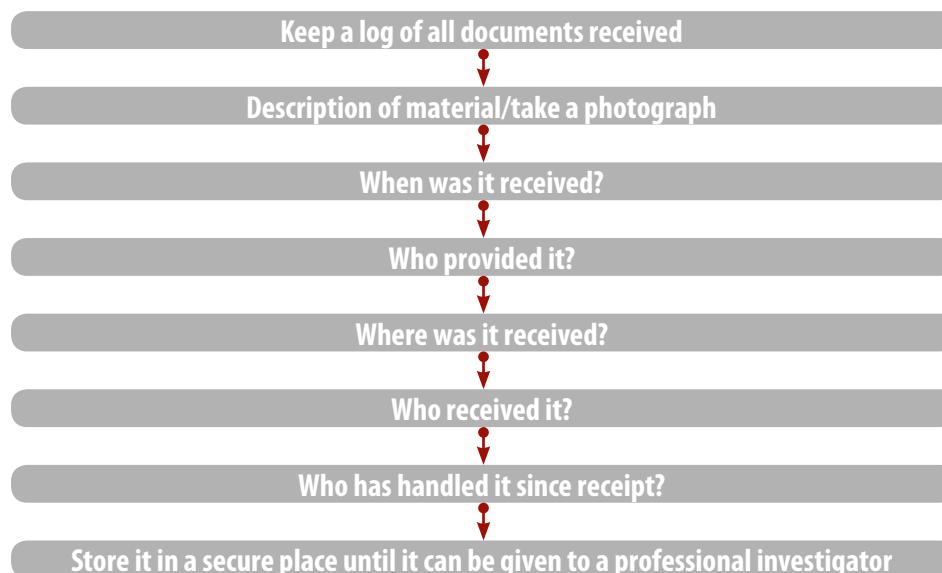 Keep a log of all documents received
Description of material/take a photograph
When was it received?
Who provided it?
Where was it received?
Who received it?
Who has handled it since receipt?
Store it in a secure place until it can be given to a professional investigator